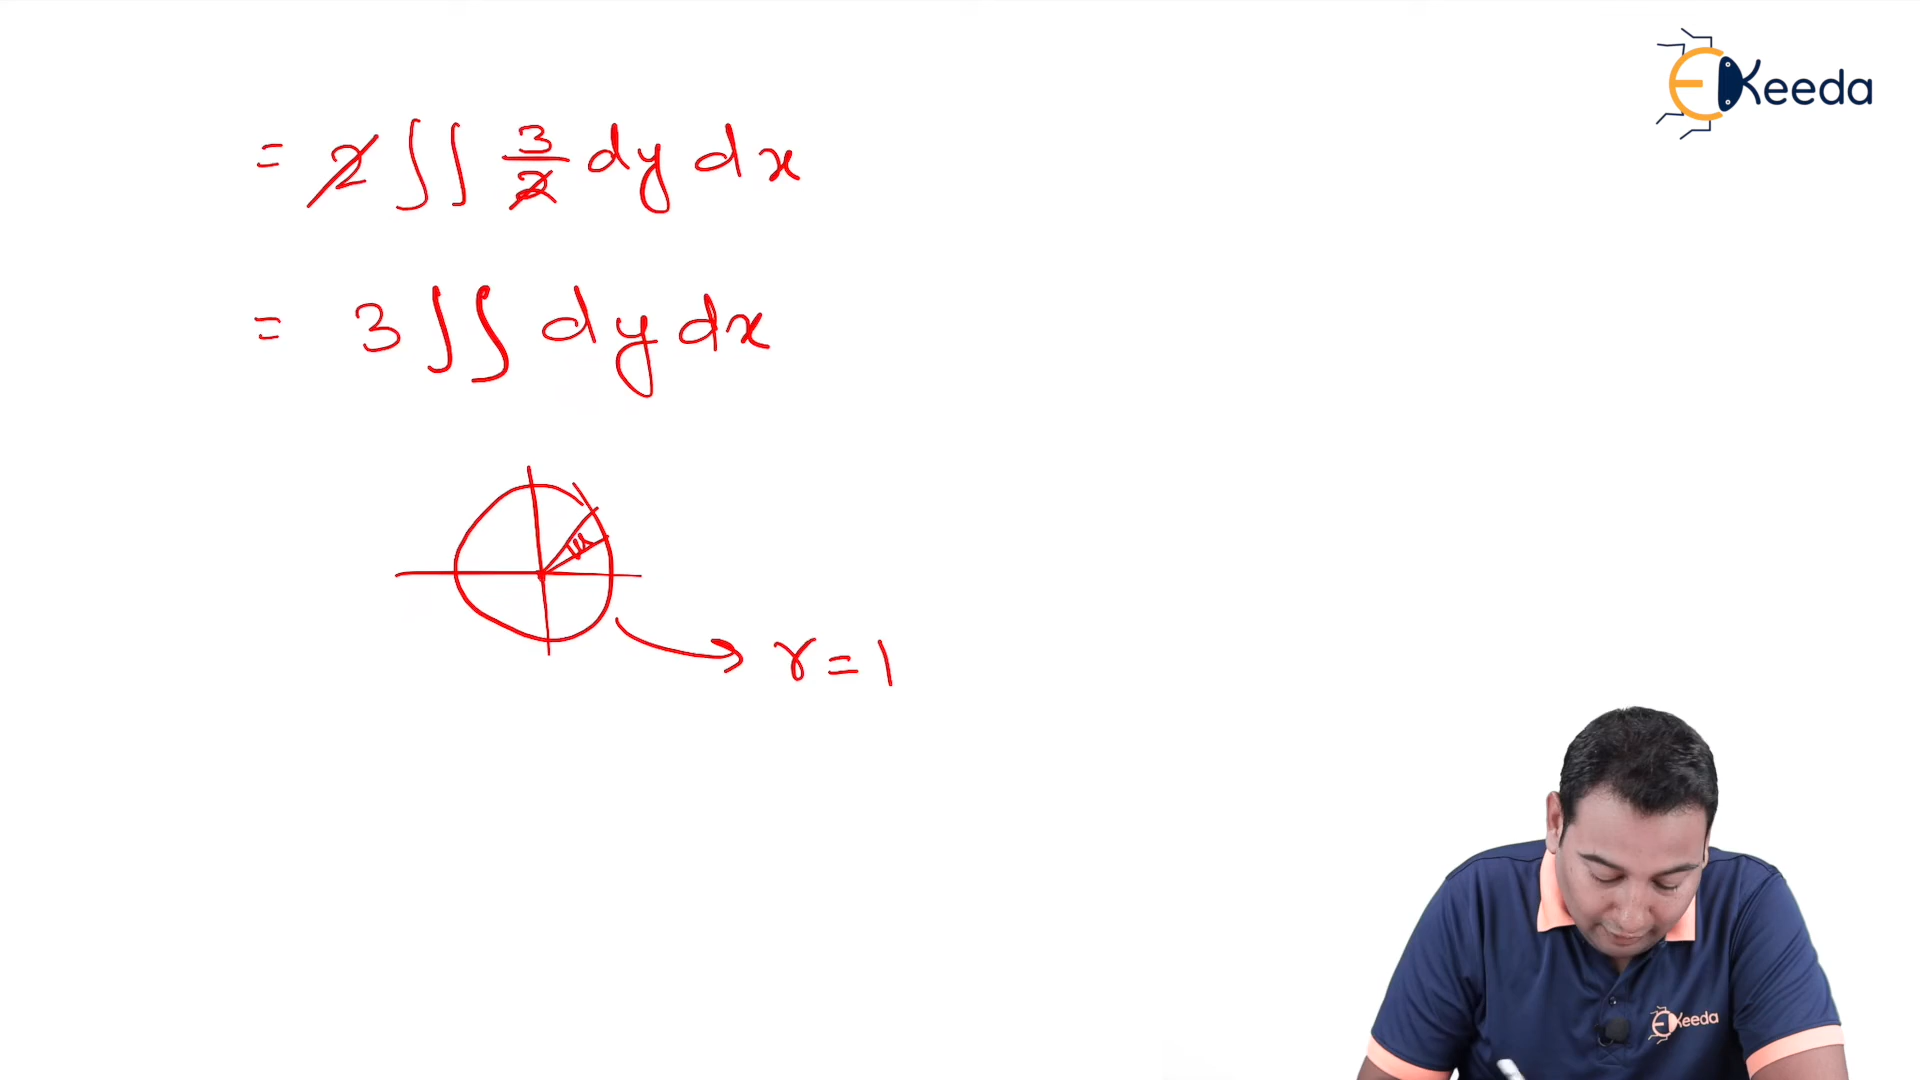 EKeeda
= 2 ∫∫ 3/2 dy dx
= 3 ∫∫ dy dx
r = 1
EKeeda